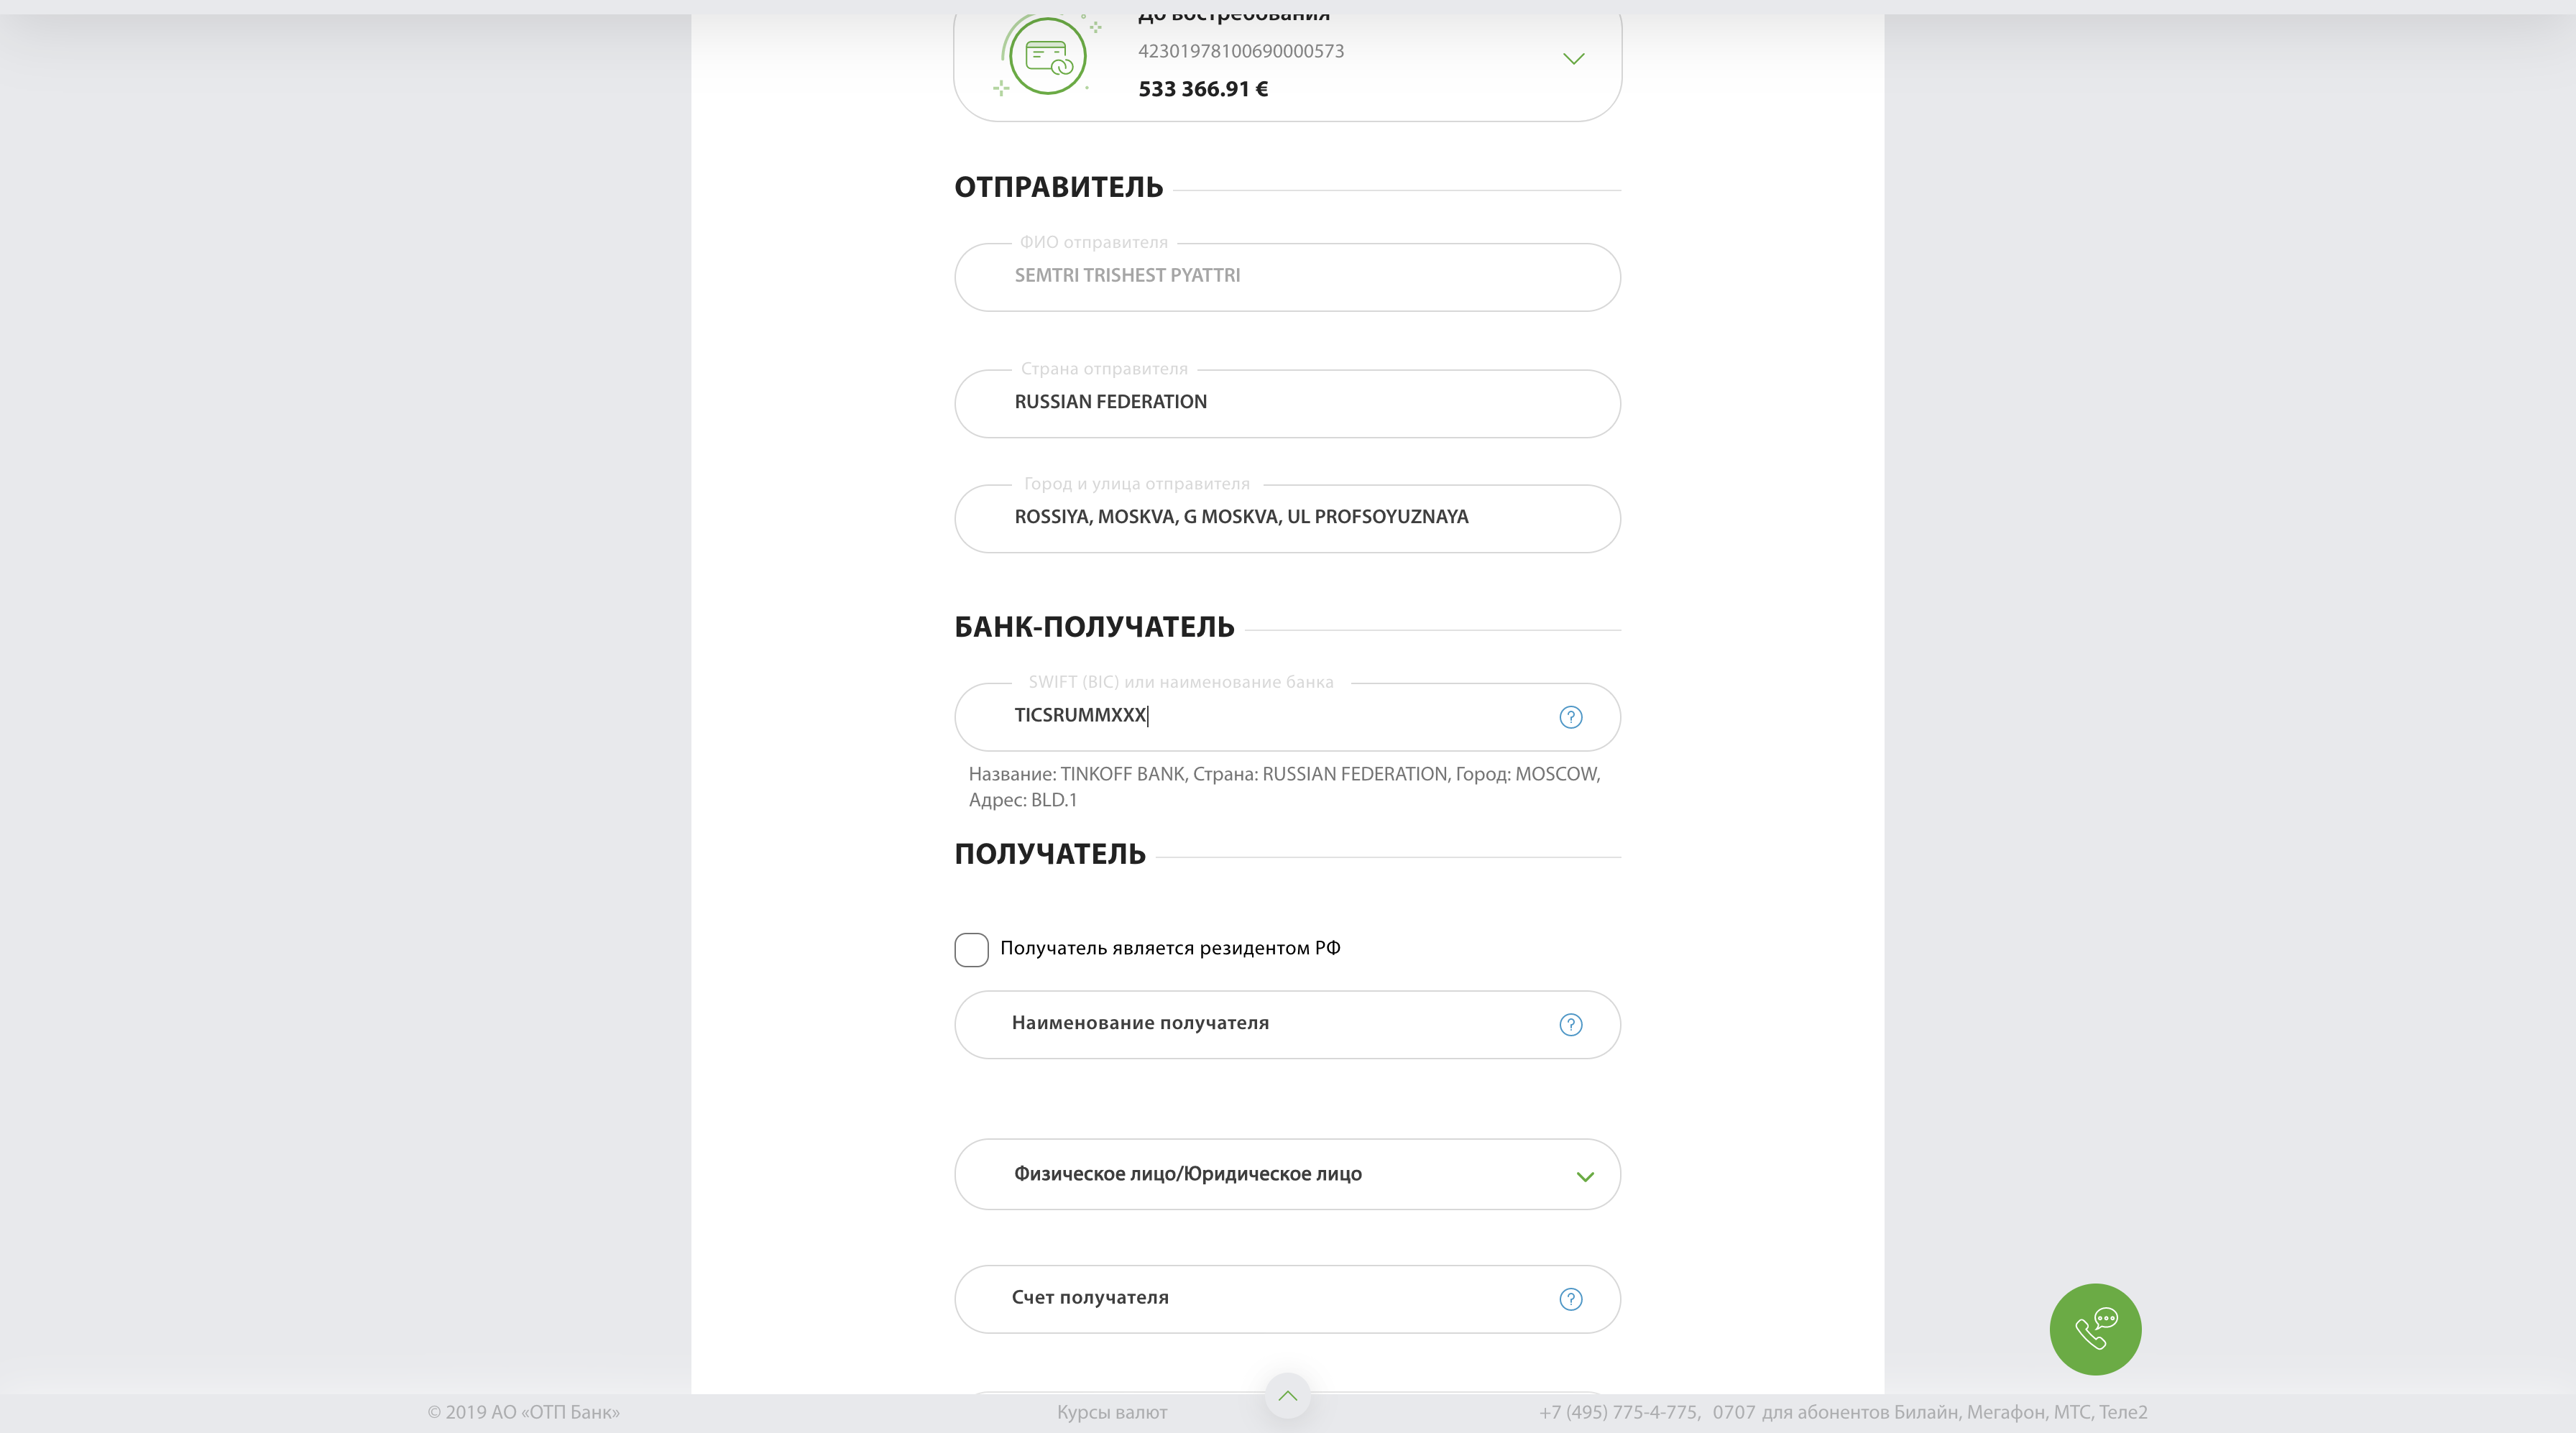 До востребования
42301978100690000573
533 366.91 €
ОТПРАВИТЕЛЬ
ФИО отправителя
SEMTRI TRISHEST PYATTRI
Страна отправителя
RUSSIAN FEDERATION
Город и улица отправителя
ROSSIYA, MOSKVA, G MOSKVA, UL PROFSOYUZNAYA
БАНК-ПОЛУЧАТЕЛЬ
SWIFT (BIC) или наименование банка
TICSRUMMXXX
Название: TINKOFF BANK, Страна: RUSSIAN FEDERATION, Город: MOSCOW,
Адрес: BLD.1
ПОЛУЧАТЕЛЬ
Получатель является резидентом РФ
Наименование получателя
Физическое лицо/Юридическое лицо
Счет получателя
© 2019 АО «ОТП Банк»
Курсы валют
+7 (495) 775-4-775, 0707 для абонентов Билайн, Мегафон, МТС, Теле2